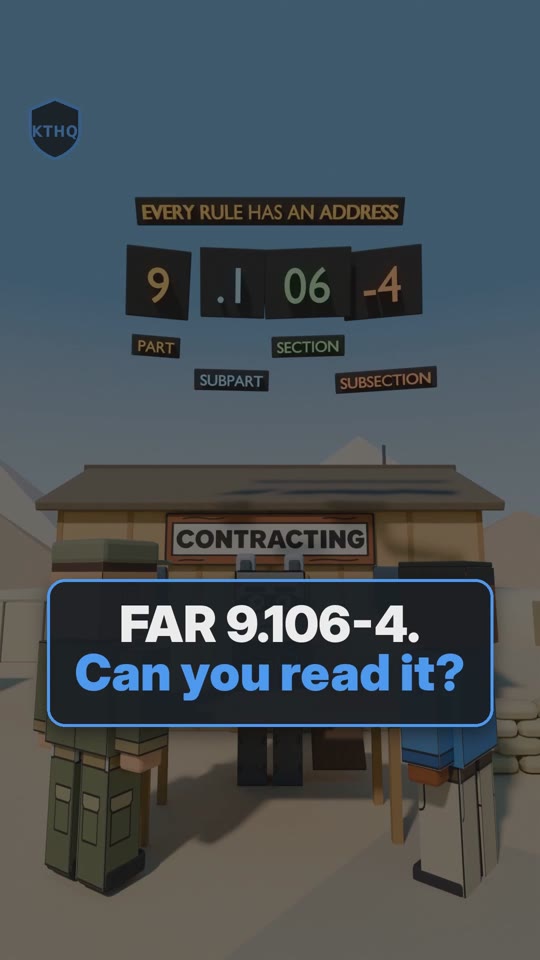 KTHQ
EVERY RULE HAS AN ADDRESS
9 .1 06 -4
PART
SECTION
SUBPART
SUBSECTION
CONTRACTING
FAR 9.106-4.
Can you read it?